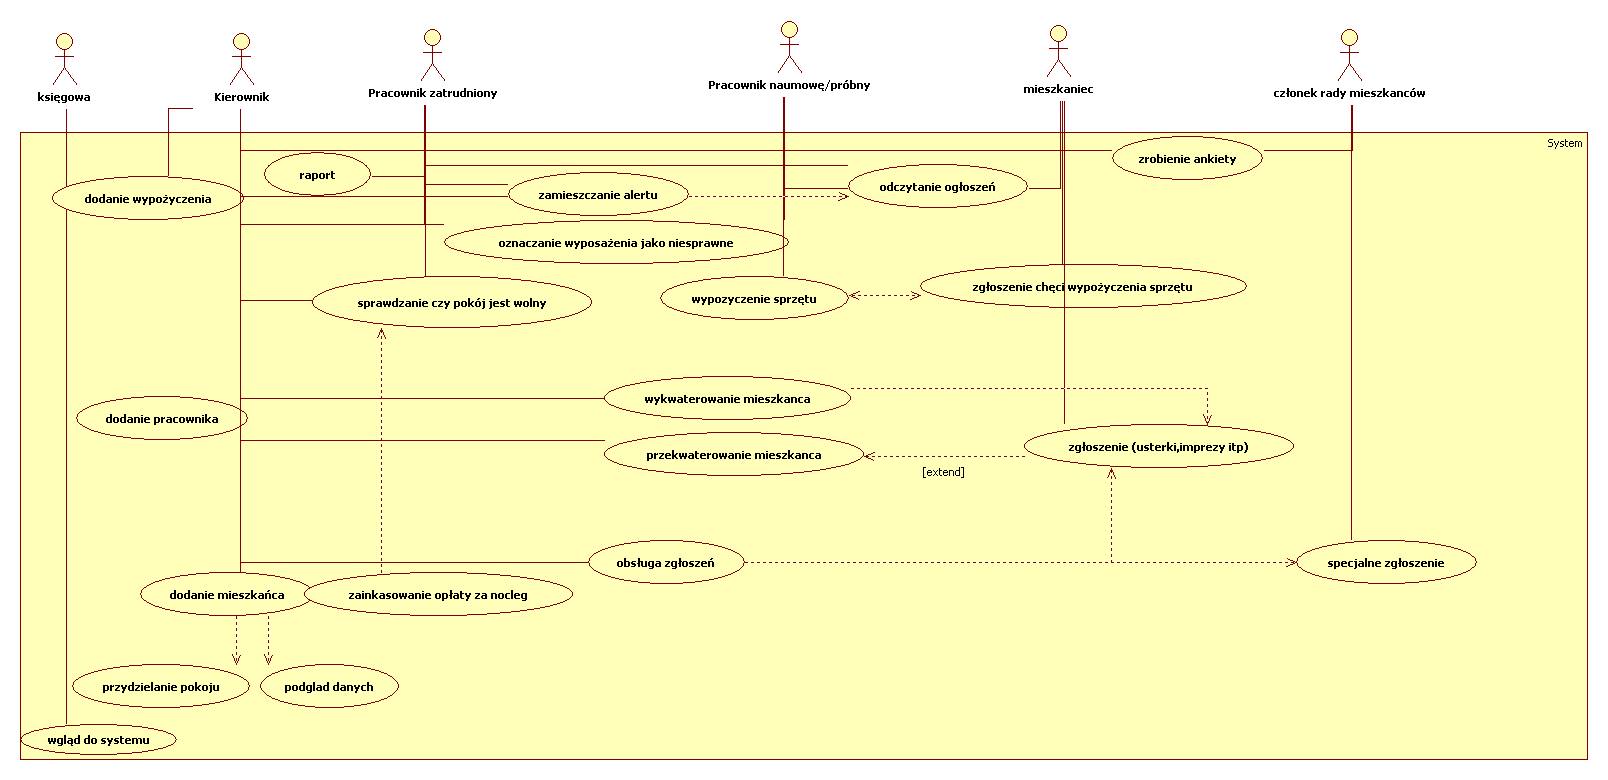 księgowa
Kierownik
Pracownik zatrudniony
Pracownik naumowę/próbny
mieszkaniec
członek rady mieszkanców
System
zrobienie ankiety
raport
dodanie wypożyczenia
zamieszczanie alertu
odczytanie ogłoszeń
oznaczanie wyposażenia jako niesprawne
sprawdzanie czy pokój jest wolny
wypozyczenie sprzętu
zgłoszenie chęci wypożyczenia sprzętu
wykwaterowanie mieszkanca
dodanie pracownika
przekwaterowanie mieszkanca
zgłoszenie (usterki,imprezy itp)
[extend]
obsługa zgłoszeń
specjalne zgłoszenie
dodanie mieszkańca
zainkasowanie opłaty za nocleg
przydzielanie pokoju
podglad danych
wgląd do systemu